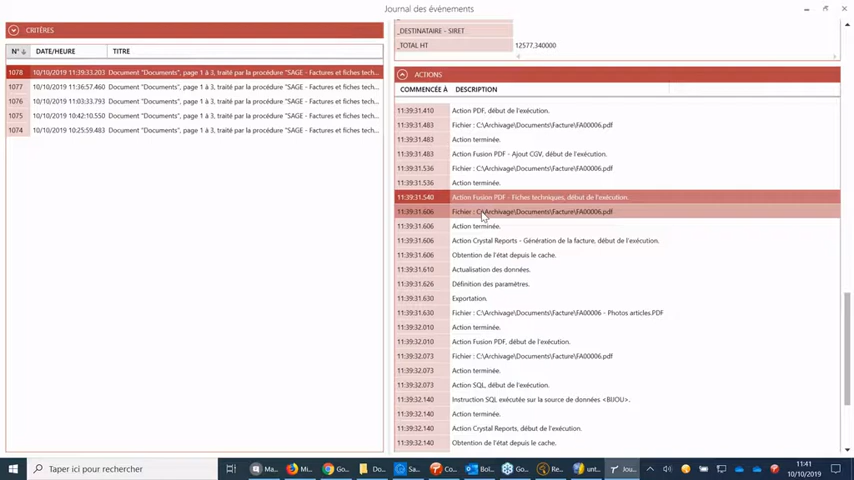 Journal des événements
CRITÈRES
N° DATE/HEURE TITRE
1078 10/10/2019 11:39:33.203 Document "Documents", page 1 à 3, traité par la procédure "SAGE - Factures et fiches tech...
1077 10/10/2019 11:36:57.460 Document "Documents", page 1 à 3, traité par la procédure "SAGE - Factures et fiches tech...
1076 10/10/2019 11:03:33.793 Document "Documents", page 1 à 3, traité par la procédure "SAGE - Factures et fiches tech...
1075 10/10/2019 10:42:10.550 Document "Documents", page 1 à 3, traité par la procédure "SAGE - Factures et fiches tech...
1074 10/10/2019 10:25:59.483 Document "Documents", page 1 à 3, traité par la procédure "SAGE - Factures et fiches tech...
_DESTINATAIRE - SIRET
_TOTAL HT 12577,340000
ACTIONS
COMMENCÉE À DESCRIPTION
11:39:31.410 Action PDF, début de l'exécution.
11:39:31.483 Fichier : C:\Archivage\Documents\Facture\FA00006.pdf
11:39:31.483 Action terminée.
11:39:31.483 Action Fusion PDF - Ajout CGV, début de l'exécution.
11:39:31.536 Fichier : C:\Archivage\Documents\Facture\FA00006.pdf
11:39:31.536 Action terminée.
11:39:31.540 Action Fusion PDF - Fiches techniques, début de l'exécution.
11:39:31.606 Fichier : C:\Archivage\Documents\Facture\FA00006.pdf
11:39:31.606 Action terminée.
11:39:31.606 Action Crystal Reports - Génération de la facture, début de l'exécution.
11:39:31.606 Obtention de l'état depuis le cache.
11:39:31.610 Actualisation des données.
11:39:31.626 Définition des paramètres.
11:39:31.630 Exportation.
11:39:31.630 Fichier : C:\Archivage\Documents\Facture\FA00006 - Photos articles.PDF
11:39:32.010 Action terminée.
11:39:32.010 Action Fusion PDF, début de l'exécution.
11:39:32.073 Fichier : C:\Archivage\Documents\Facture\FA00006.pdf
11:39:32.073 Action terminée.
11:39:32.073 Action SQL, début de l'exécution.
11:39:32.140 Instruction SQL exécutée sur la source de données <BIJOU>.
11:39:32.140 Action terminée.
11:39:32.140 Action Crystal Reports, début de l'exécution.
11:39:32.140 Obtention de l'état depuis le cache.
Taper ici pour rechercher Ma... Mi... Go... Do... Sa... Co... Boî... Go... Re... unt... Jou... 11:41
10/10/2019